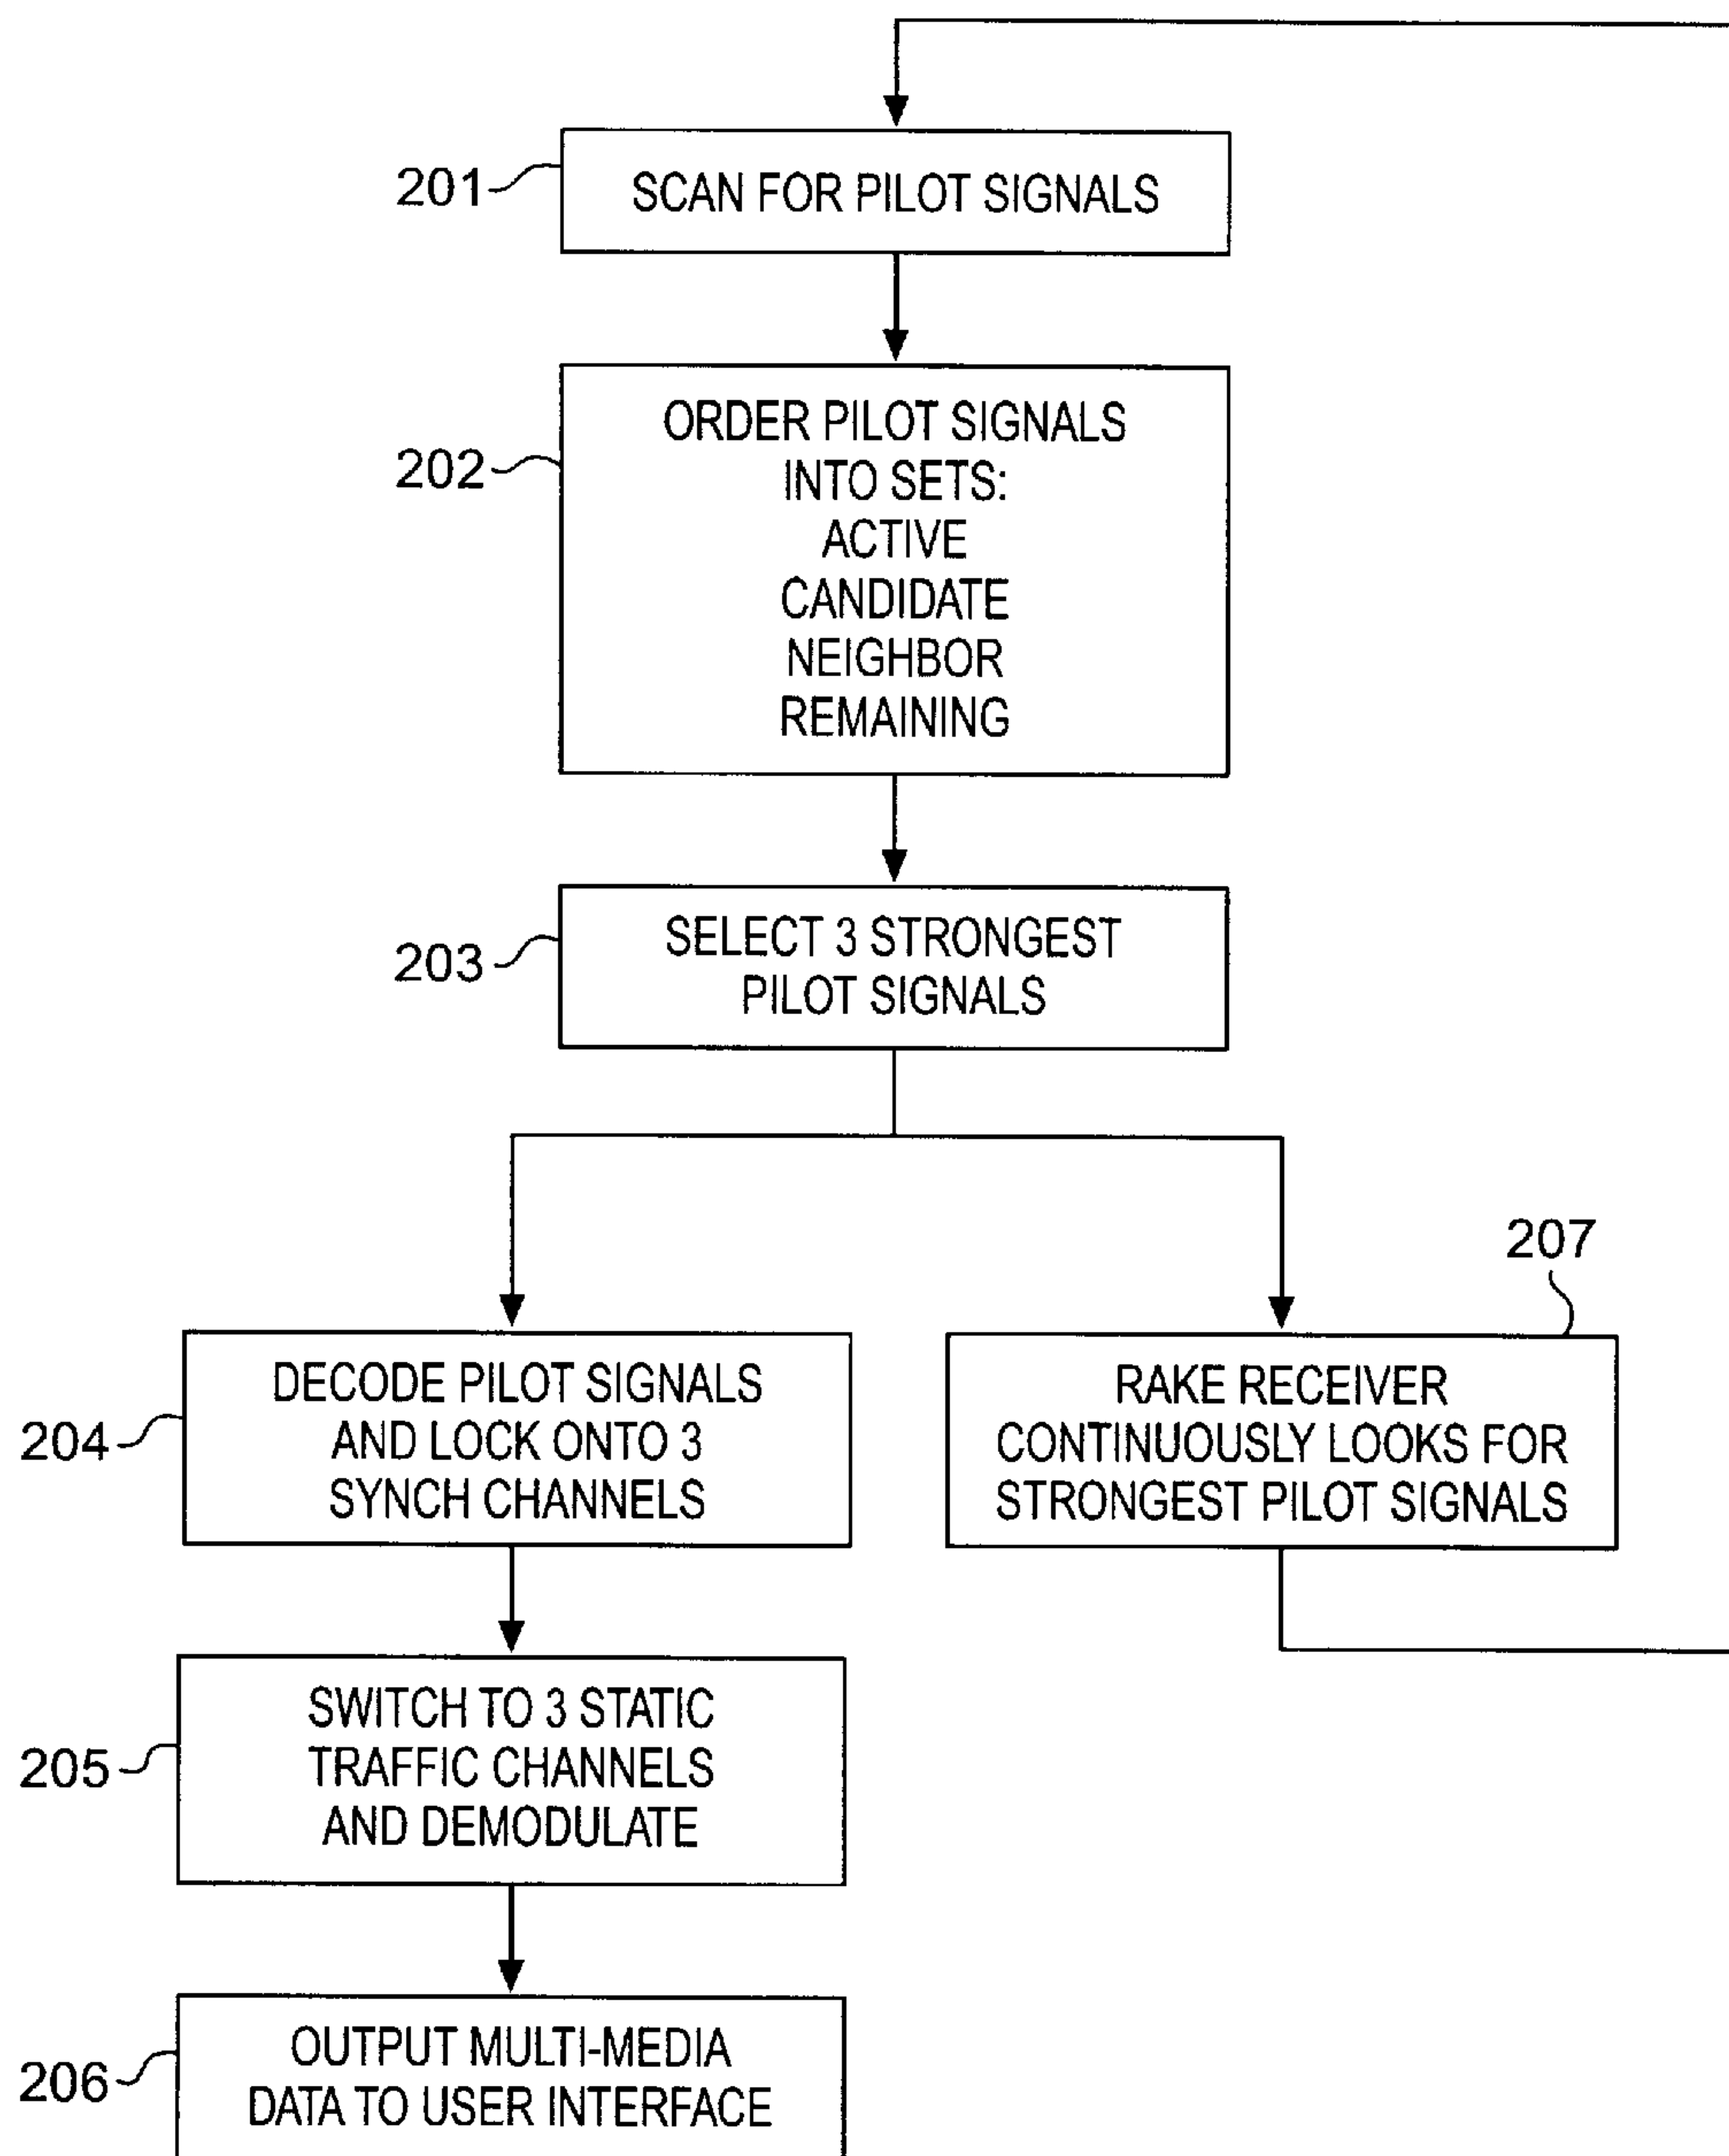 201
SCAN FOR PILOT SIGNALS
202
ORDER PILOT SIGNALS
INTO SETS:
ACTIVE
CANDIDATE
NEIGHBOR
REMAINING
203
SELECT 3 STRONGEST
PILOT SIGNALS
204
DECODE PILOT SIGNALS
AND LOCK ONTO 3
SYNCH CHANNELS
207
RAKE RECEIVER
CONTINUOUSLY LOOKS FOR
STRONGEST PILOT SIGNALS
205
SWITCH TO 3 STATIC
TRAFFIC CHANNELS
AND DEMODULATE
206
OUTPUT MULTI-MEDIA
DATA TO USER INTERFACE